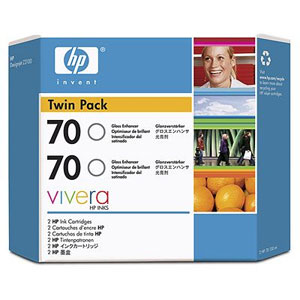 hp
invent
Twin Pack
70
Gloss Enhancer
Optimiseur de brillant
Intensificador del satinado
Glanzverstärker
グロスエンハンサ
光亮剂
70
Gloss Enhancer
Optimiseur de brillant
Intensificador del satinado
Glanzverstärker
グロスエンハンサ
光亮剂
vivera
HP INKS
2 HP Ink Cartridges
2 Cartouches d'encre HP
2 Cartuchos de tinta HP
2 HP Tintenpatronen
2 HP インクカートリッジ
2 HP 墨盒